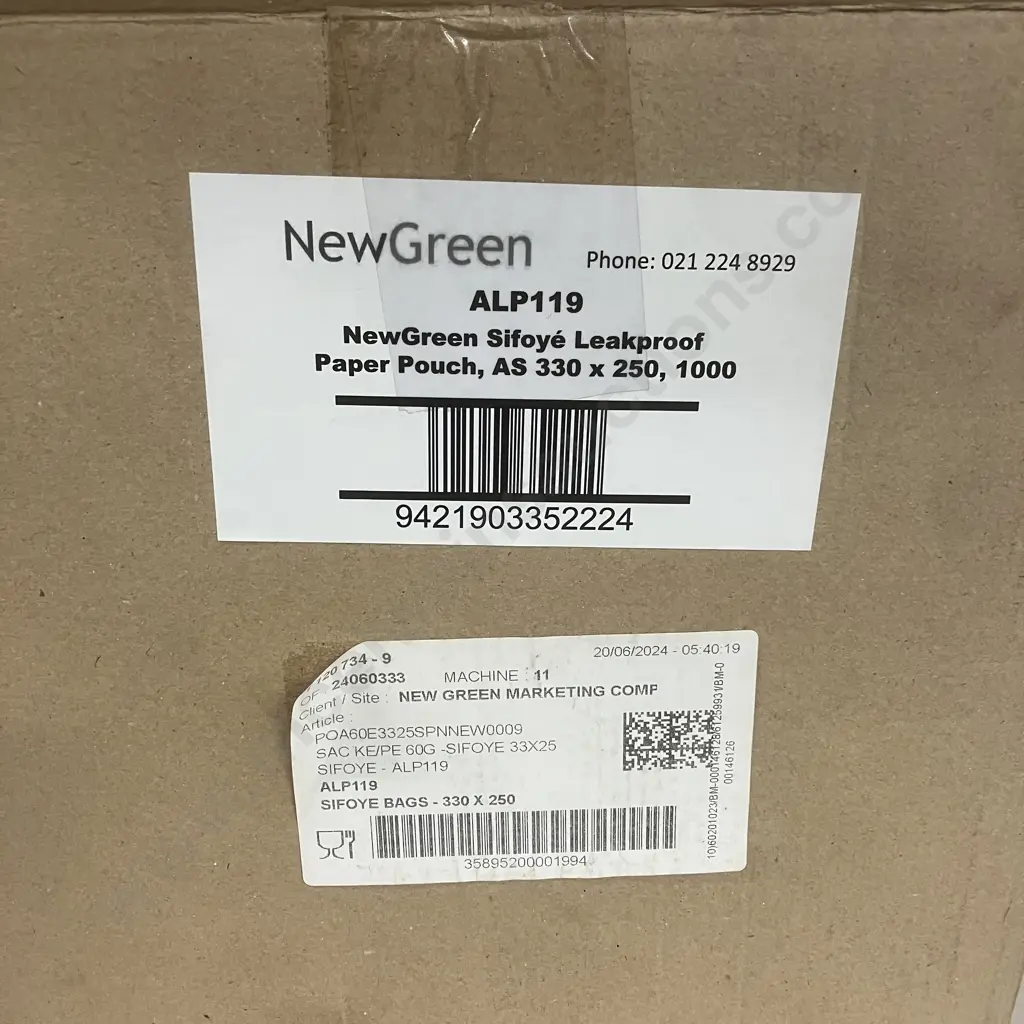 NewGreen
Phone: 021 224 8929
ALP119
NewGreen Sifoyé Leakproof
Paper Pouch, AS 330 x 250, 1000
9421903352224
120 734 - 9
20/06/2024 - 05:40:19
OF : 24060333 MACHINE : 11
Client / Site : NEW GREEN MARKETING COMP
Article :
POA60E3325SPNNEW0009
SAC KE/PE 60G -SIFOYE 33X25
SIFOYE - ALP119
ALP119
SIFOYE BAGS - 330 X 250
35895200001994
00146126